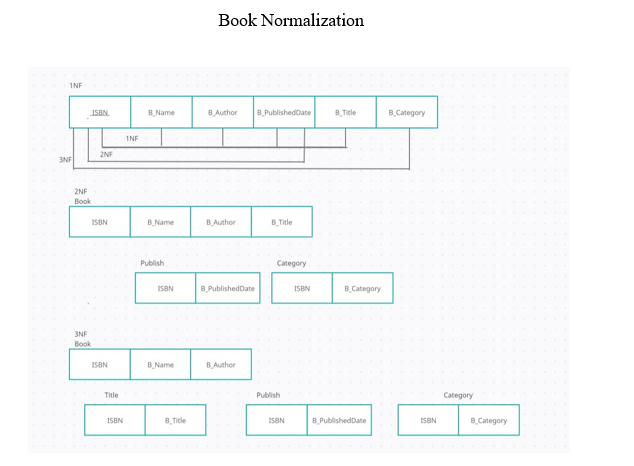 Book Normalization
1NF
ISBN B_Name B_Author B_PublishedDate B_Title B_Category
1NF
2NF
3NF
2NF
Book
ISBN B_Name B_Author B_Title
Publish Category
ISBN B_PublishedDate ISBN B_Category
3NF
Book
ISBN B_Name B_Author
Title Publish Category
ISBN B_Title ISBN B_PublishedDate ISBN B_Category